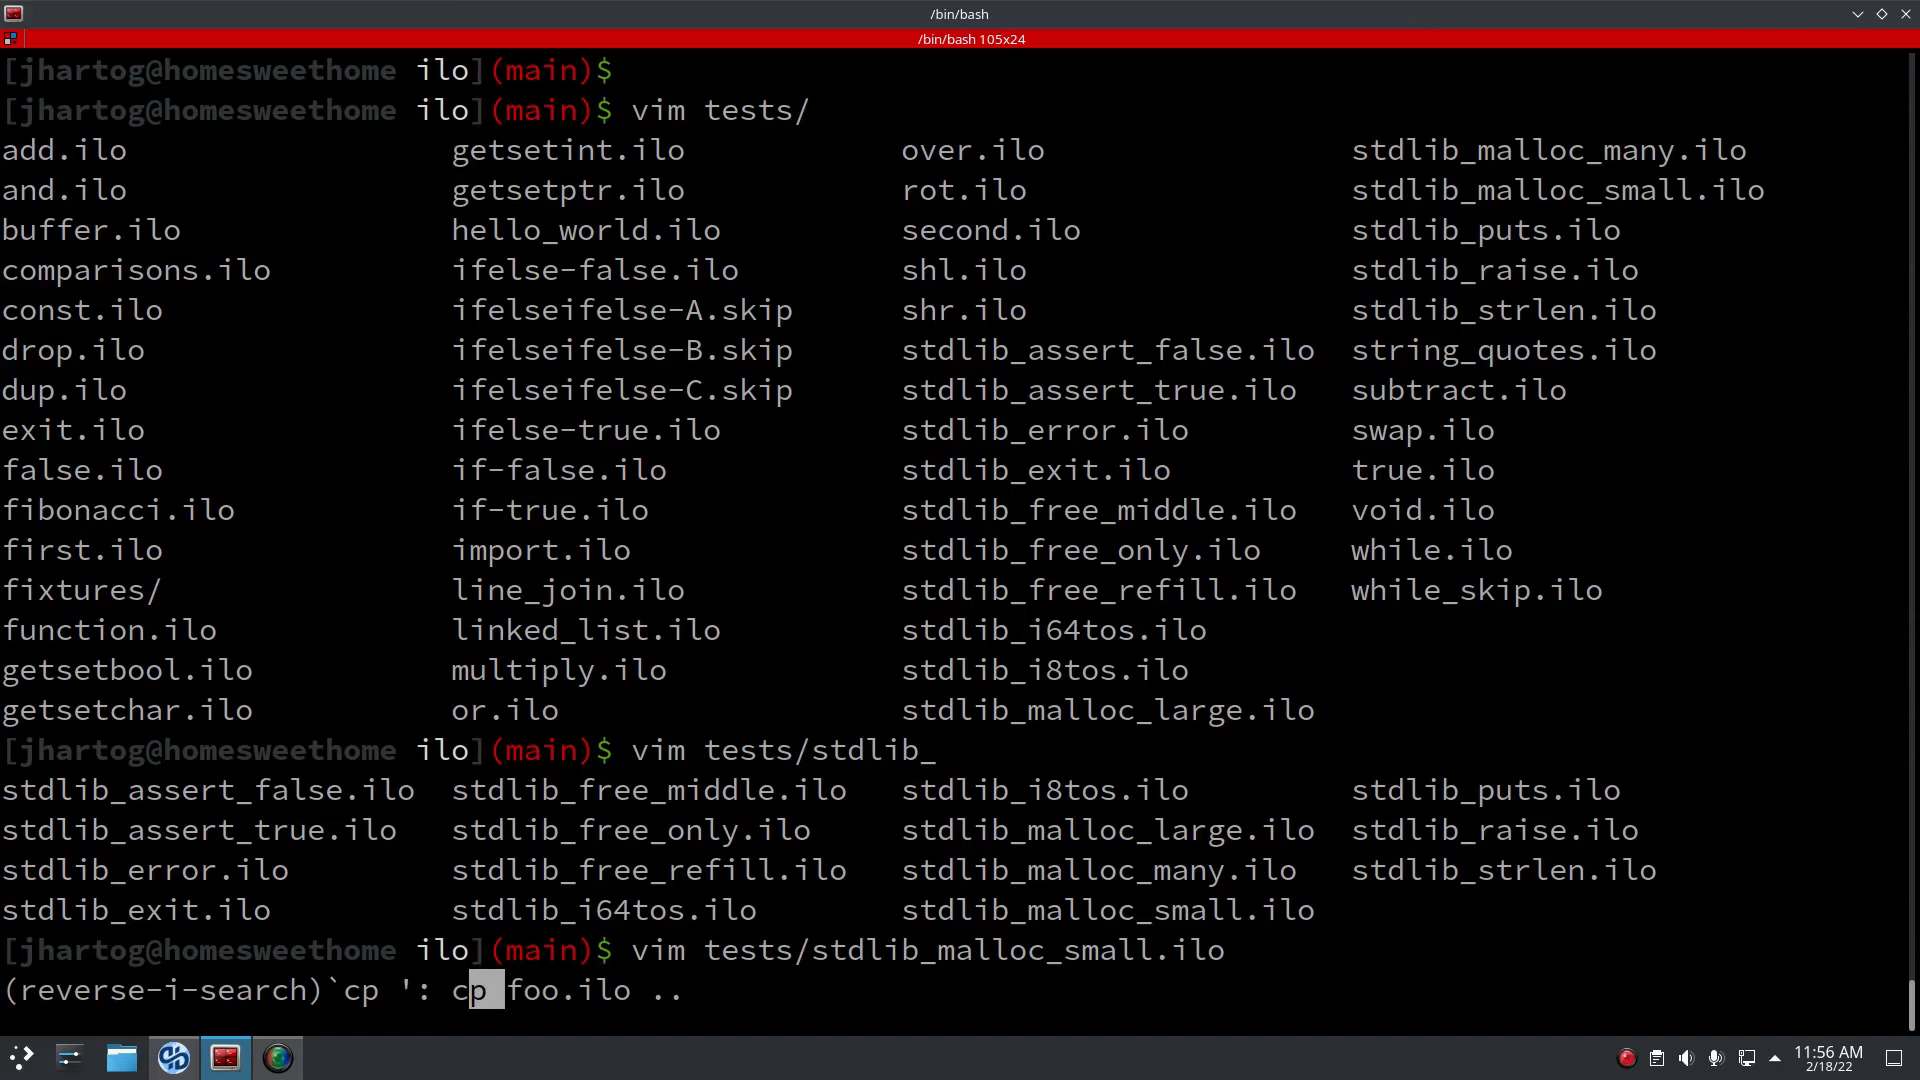 /bin/bash
/bin/bash 105x24
[jhartog@homesweethome ilo](main)$
[jhartog@homesweethome ilo](main)$ vim tests/
add.ilo getsetint.ilo over.ilo stdlib_malloc_many.ilo
and.ilo getsetptr.ilo rot.ilo stdlib_malloc_small.ilo
buffer.ilo hello_world.ilo second.ilo stdlib_puts.ilo
comparisons.ilo ifelse-false.ilo shl.ilo stdlib_raise.ilo
const.ilo ifelseifelse-A.skip shr.ilo stdlib_strlen.ilo
drop.ilo ifelseifelse-B.skip stdlib_assert_false.ilo string_quotes.ilo
dup.ilo ifelseifelse-C.skip stdlib_assert_true.ilo subtract.ilo
exit.ilo ifelse-true.ilo stdlib_error.ilo swap.ilo
false.ilo if-false.ilo stdlib_exit.ilo true.ilo
fibonacci.ilo if-true.ilo stdlib_free_middle.ilo void.ilo
first.ilo import.ilo stdlib_free_only.ilo while.ilo
fixtures/ line_join.ilo stdlib_free_refill.ilo while_skip.ilo
function.ilo linked_list.ilo stdlib_i64tos.ilo
getsetbool.ilo multiply.ilo stdlib_i8tos.ilo
getsetchar.ilo or.ilo stdlib_malloc_large.ilo
[jhartog@homesweethome ilo](main)$ vim tests/stdlib_
stdlib_assert_false.ilo stdlib_free_middle.ilo stdlib_i8tos.ilo stdlib_puts.ilo
stdlib_assert_true.ilo stdlib_free_only.ilo stdlib_malloc_large.ilo stdlib_raise.ilo
stdlib_error.ilo stdlib_free_refill.ilo stdlib_malloc_many.ilo stdlib_strlen.ilo
stdlib_exit.ilo stdlib_i64tos.ilo stdlib_malloc_small.ilo
[jhartog@homesweethome ilo](main)$ vim tests/stdlib_malloc_small.ilo
(reverse-i-search)`cp ': cp foo.ilo ..
11:56 AM
2/18/22